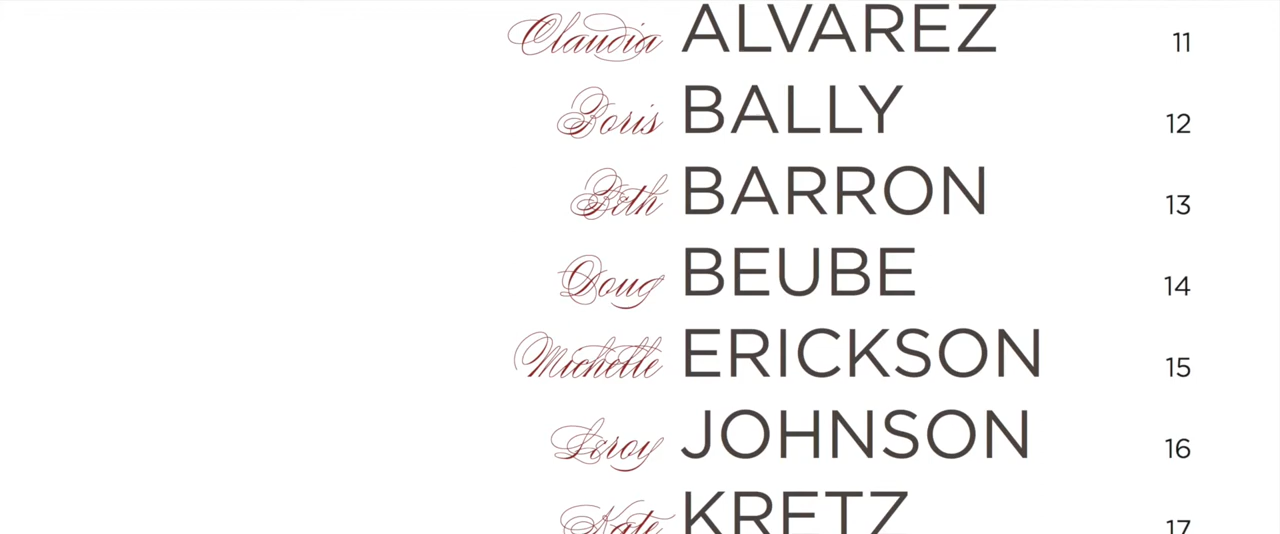 Claudia ALVAREZ 11
Boris BALLY 12
Beth BARRON 13
Doug BEUBE 14
Michelle ERICKSON 15
Leroy JOHNSON 16
Kate KRETZ 17